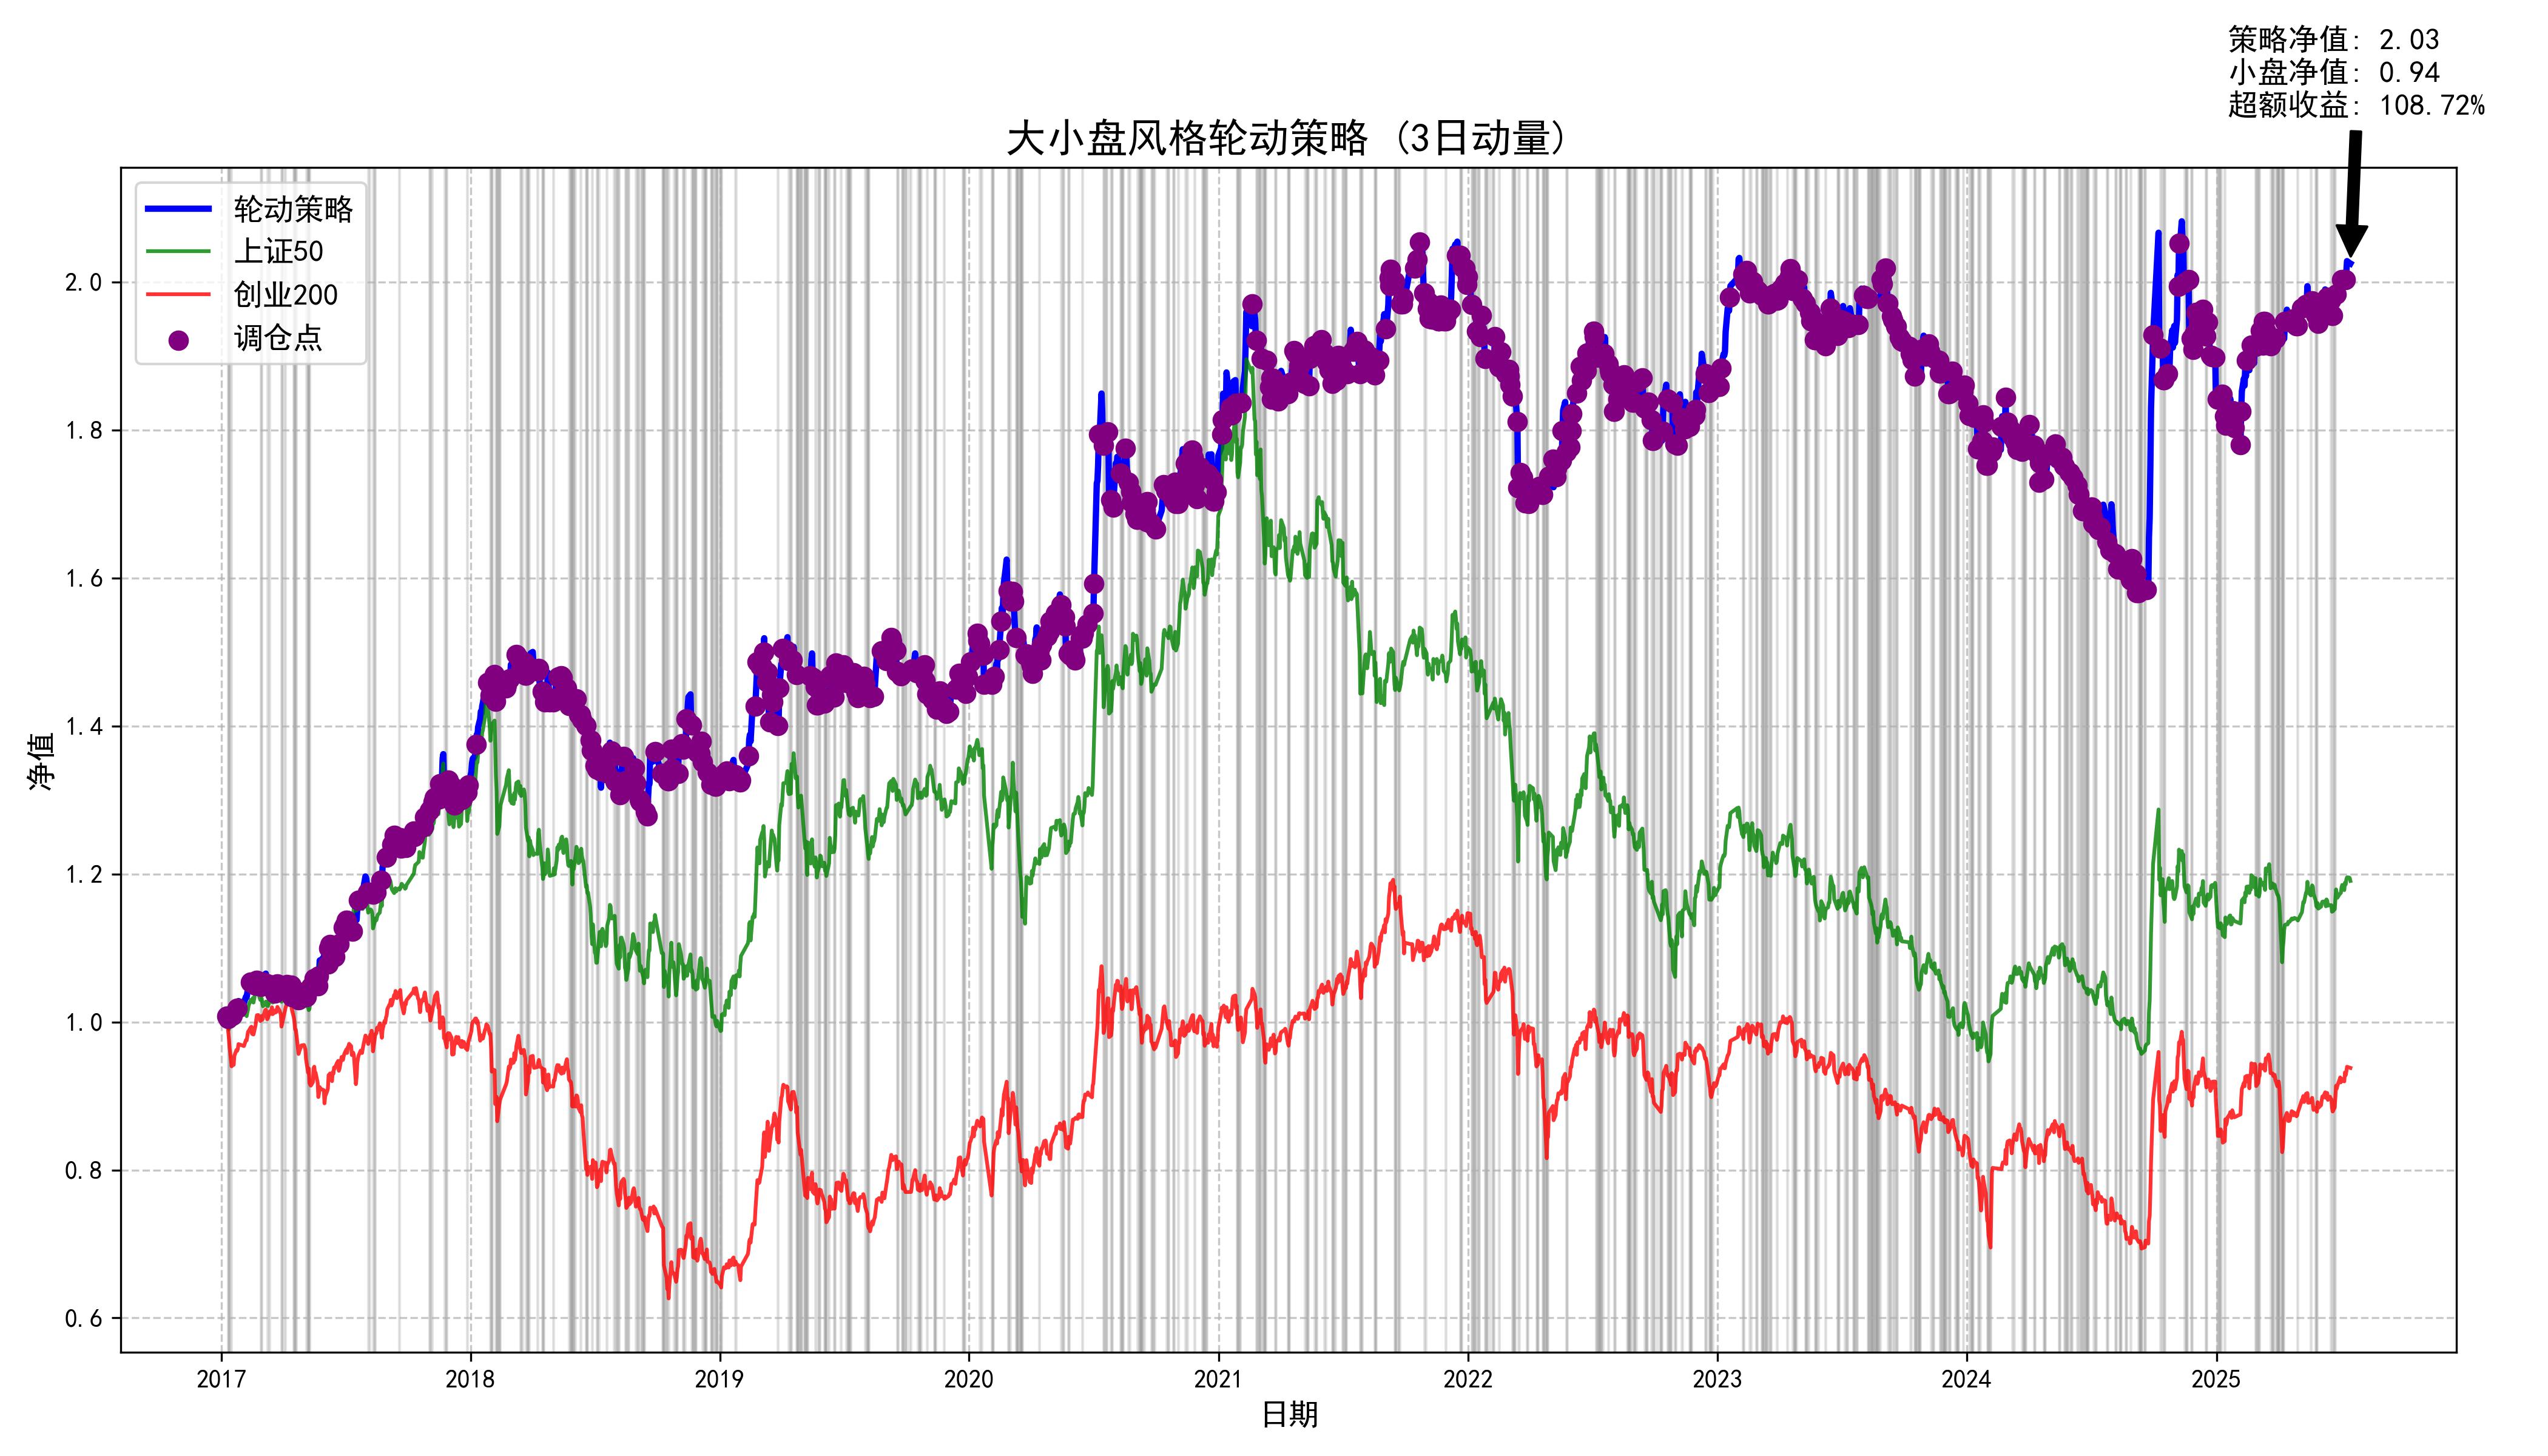 策略净值: 2.03
小盘净值: 0.94
超额收益: 108.72%
大小盘风格轮动策略 (3日动量)
轮动策略
上证50
创业200
调仓点
净值
2.0
1.8
1.6
1.4
1.2
1.0
0.8
0.6
2017
2018
2019
2020
2021
2022
2023
2024
2025
日期